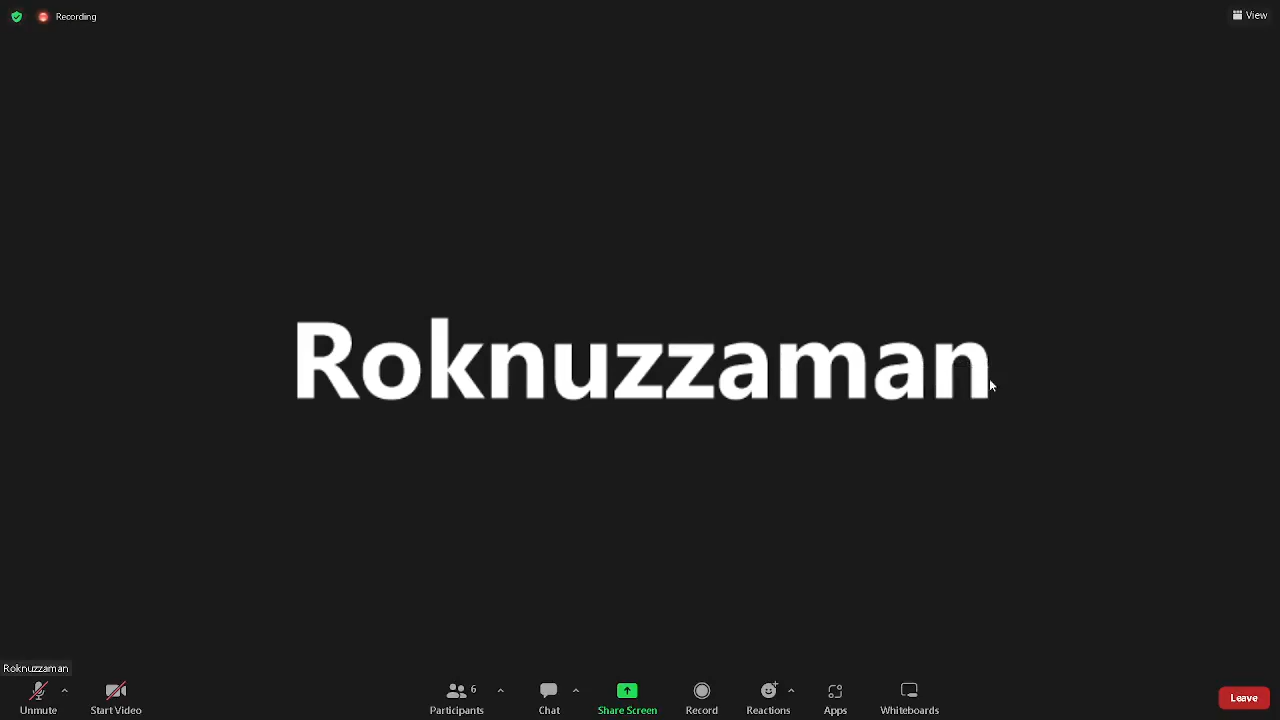 Recording
View
Roknuzzaman
Roknuzzaman
Unmute
Start Video
6
Participants
Chat
Share Screen
Record
Reactions
Apps
Whiteboards
Leave